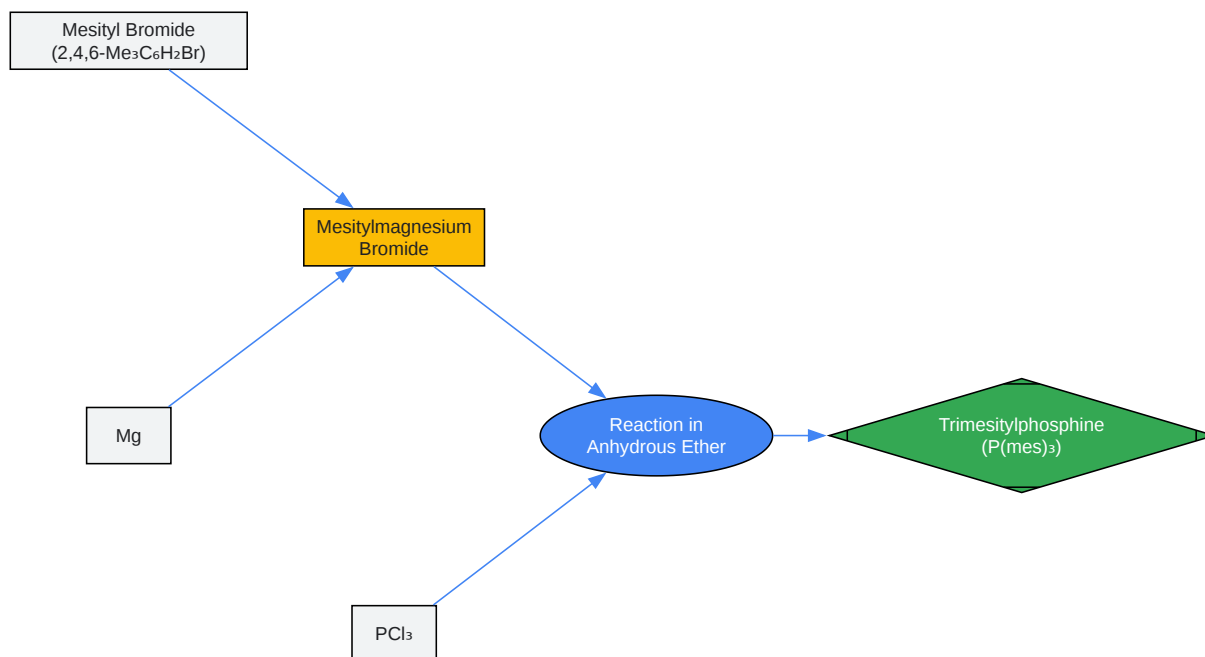 Mesityl Bromide
(2,4,6-Me₃C₆H₂Br)
Mesitylmagnesium
Bromide
Mg
Reaction in
Anhydrous Ether
Trimesitylphosphine
(P(mes)₃)
PCl₃